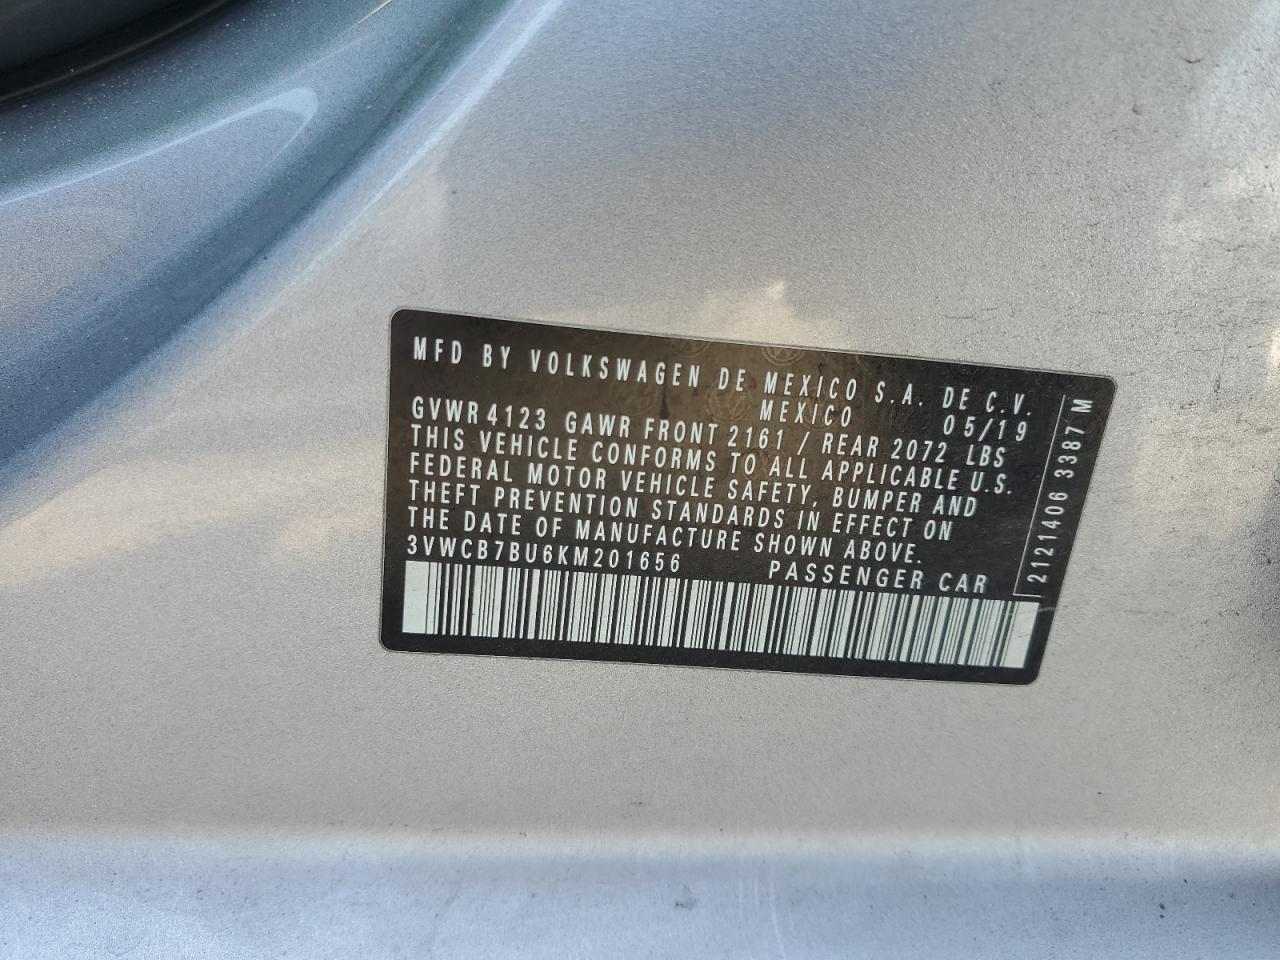 MFD BY VOLKSWAGEN DE MEXICO S.A. DE C.V.
MEXICO 05/19
GVWR 4123 GAWR FRONT 2161 / REAR 2072 LBS
THIS VEHICLE CONFORMS TO ALL APPLICABLE U.S.
FEDERAL MOTOR VEHICLE SAFETY, BUMPER AND
THEFT PREVENTION STANDARDS IN EFFECT ON
THE DATE OF MANUFACTURE SHOWN ABOVE.
3VWCB7BU6KM201656 PASSENGER CAR
2121406 3387 M